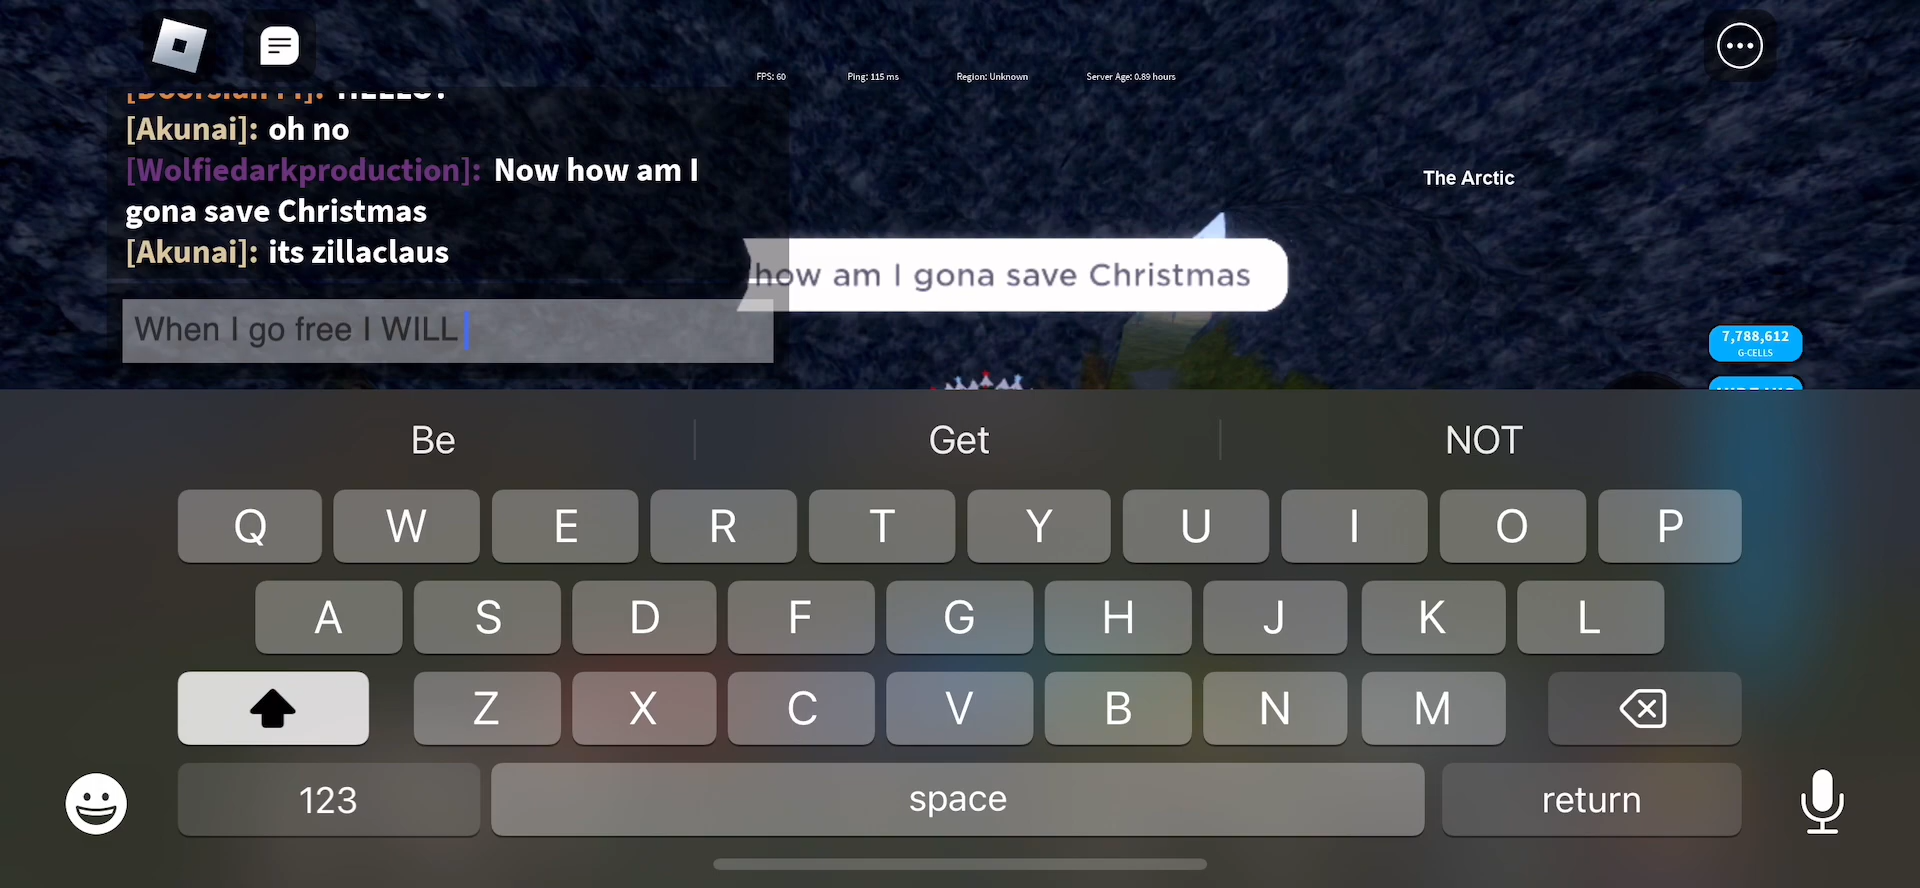 FPS: 60 Ping: 115 ms Region: Unknown Server Age: 0.89 hours
[Akunai]: oh no
[Wolfiedarkproduction]: Now how am I
gona save Christmas
[Akunai]: its zillaclaus
When I go free I WILL
The Arctic
how am I gona save Christmas
7,788,612
G-CELLS
Be Get NOT
Q W E R T Y U I O P
A S D F G H J K L
Z X C V B N M
123 space return